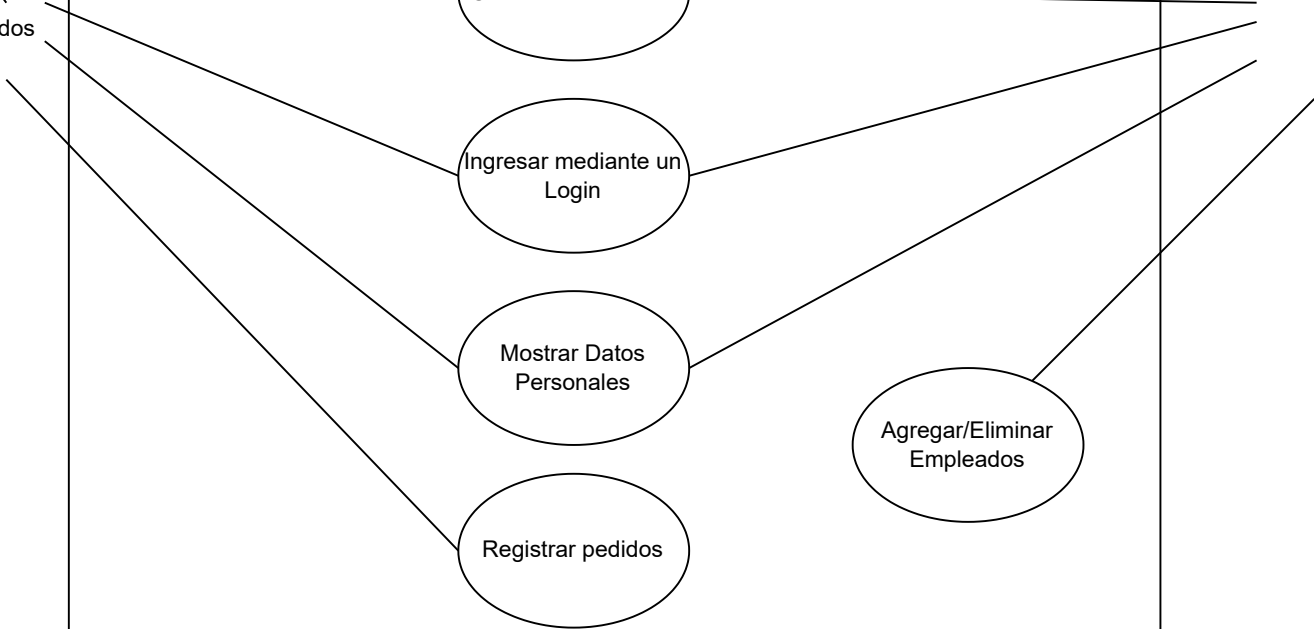 dos
Ingresar mediante un
Login
Mostrar Datos
Personales
Agregar/Eliminar
Empleados
Registrar pedidos